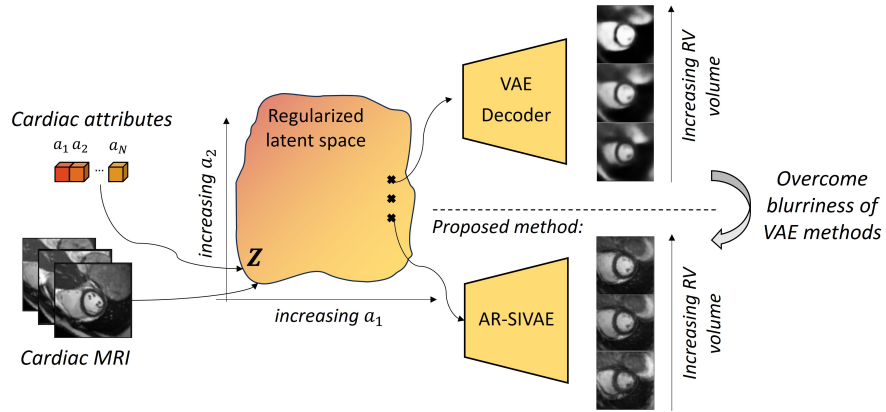 Cardiac attributes
a₁ a₂ ... a_N
Cardiac MRI
increasing a₂
Regularized
latent space
Z
increasing a₁
VAE
Decoder
Increasing RV
volume
Proposed method:
AR-SIVAE
Increasing RV
volume
Overcome
blurriness of
VAE methods